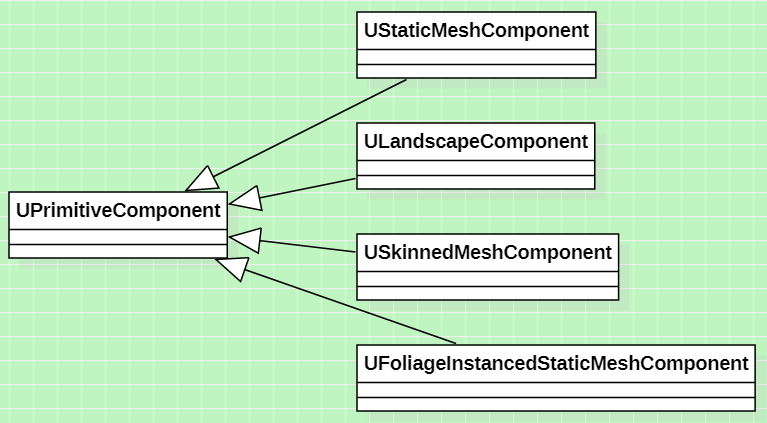 UStaticMeshComponent
ULandscapeComponent
UPrimitiveComponent
USkinnedMeshComponent
UFoliageInstancedStaticMeshComponent